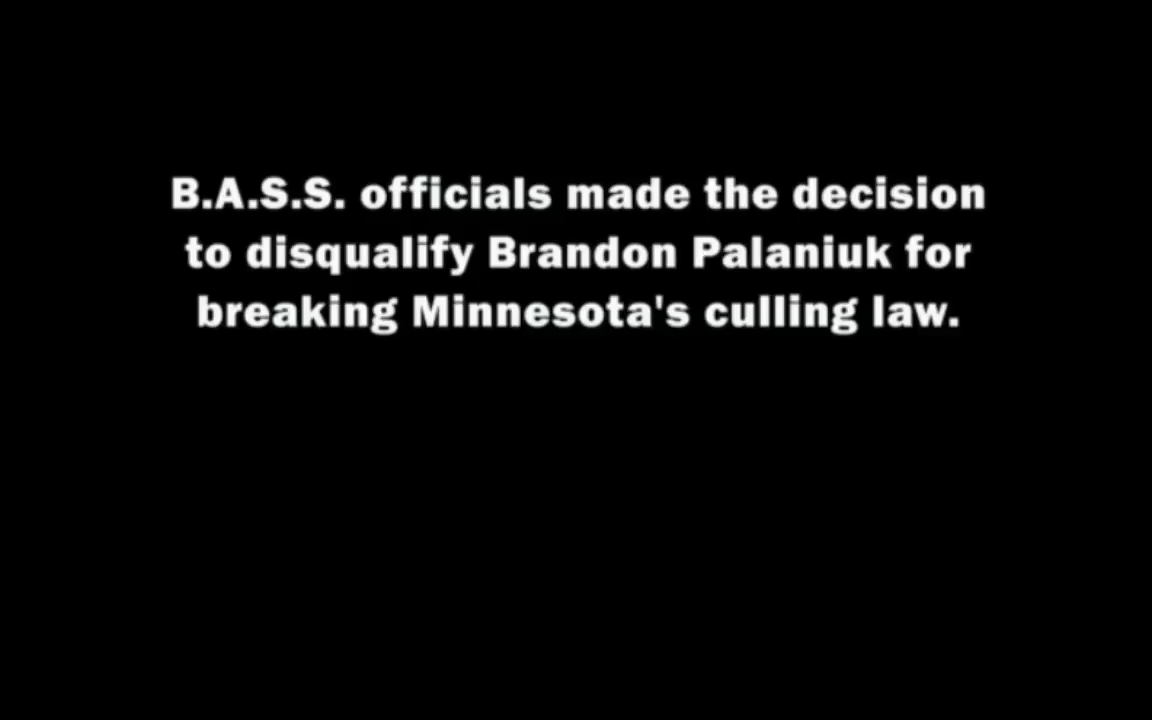 B.A.S.S. officials made the decision
to disqualify Brandon Palaniuk for
breaking Minnesota's culling law.